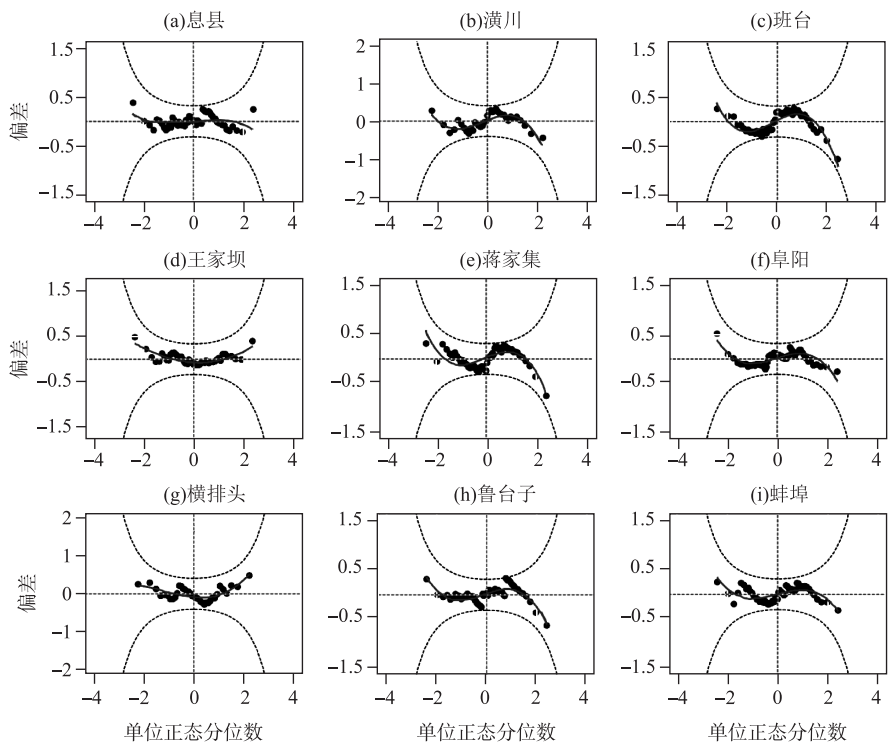 (a)息县 (b)潢川 (c)班台
1.5 2 1.5
0.5 1 0.5
偏差 0
−0.5 −1 −0.5
−1.5 −2 −1.5
−4 −2 0 2 4 −4 −2 0 2 4 −4 −2 0 2 4
(d)王家坝 (e)蒋家集 (f)阜阳
1.5 1.5 1.5
0.5 0.5 0.5
偏差
−0.5 −0.5 −0.5
−1.5 −1.5 −1.5
−4 −2 0 2 4 −4 −2 0 2 4 −4 −2 0 2 4
(g)横排头 (h)鲁台子 (i)蚌埠
2 1.5 1.5
1 0.5 0.5
偏差 0
−1 −0.5 −0.5
−2 −1.5 −1.5
−4 −2 0 2 4 −4 −2 0 2 4 −4 −2 0 2 4
单位正态分位数 单位正态分位数 单位正态分位数